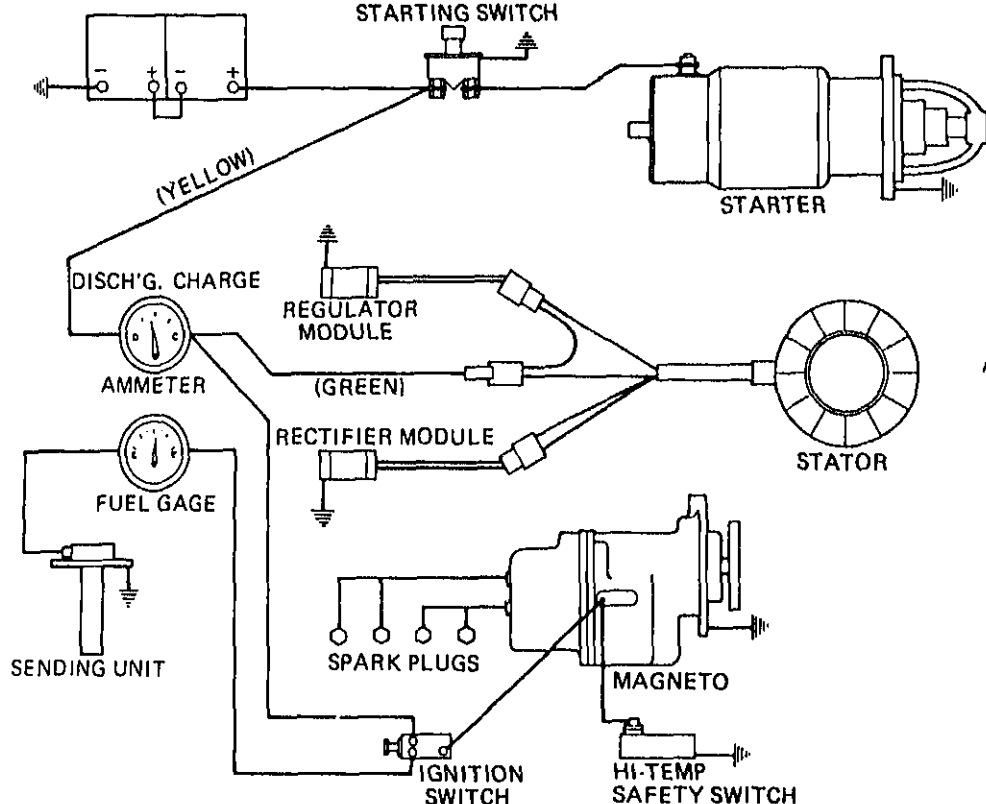 STARTING SWITCH
- + - +
(YELLOW)
STARTER
DISCH'G. CHARGE
D C
AMMETER
REGULATOR
MODULE
(GREEN)
STATOR
RECTIFIER MODULE
FUEL GAGE
SENDING UNIT
SPARK PLUGS
MAGNETO
IGNITION
SWITCH
HI-TEMP
SAFETY SWITCH